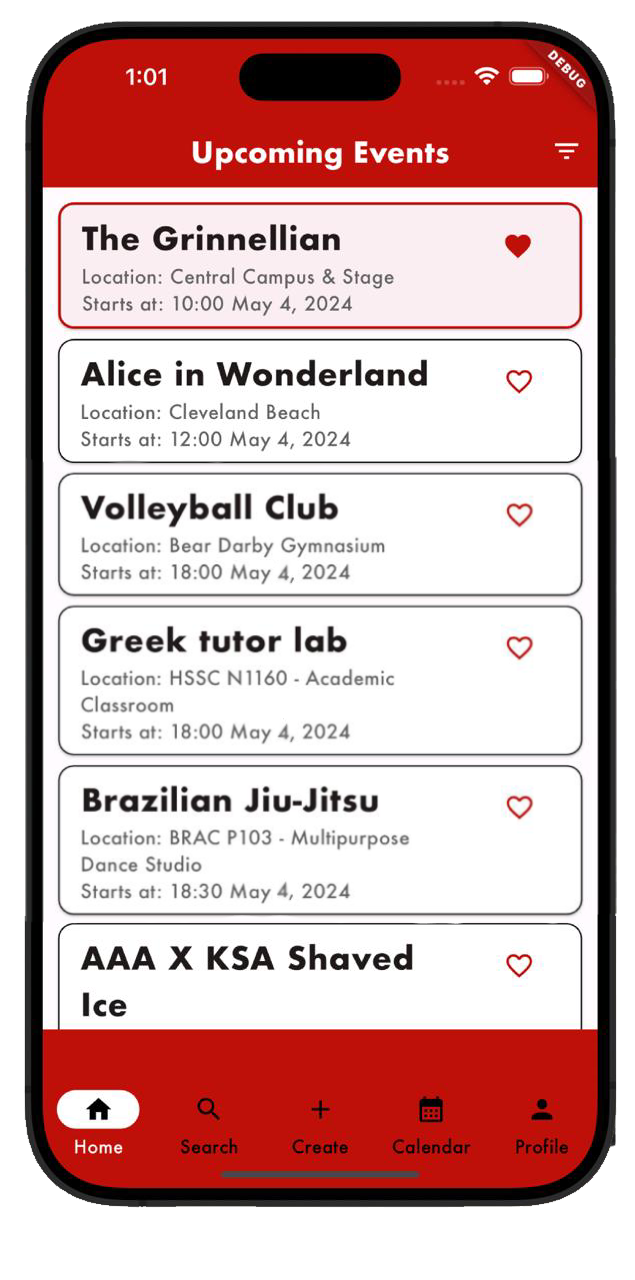 1:01
DEBUG
Upcoming Events
The Grinnellian
Location: Central Campus & Stage
Starts at: 10:00 May 4, 2024
Alice in Wonderland
Location: Cleveland Beach
Starts at: 12:00 May 4, 2024
Volleyball Club
Location: Bear Darby Gymnasium
Starts at: 18:00 May 4, 2024
Greek tutor lab
Location: HSSC N1160 - Academic
Classroom
Starts at: 18:00 May 4, 2024
Brazilian Jiu-Jitsu
Location: BRAC P103 - Multipurpose
Dance Studio
Starts at: 18:30 May 4, 2024
AAA X KSA Shaved
Ice
Home Search Create Calendar Profile